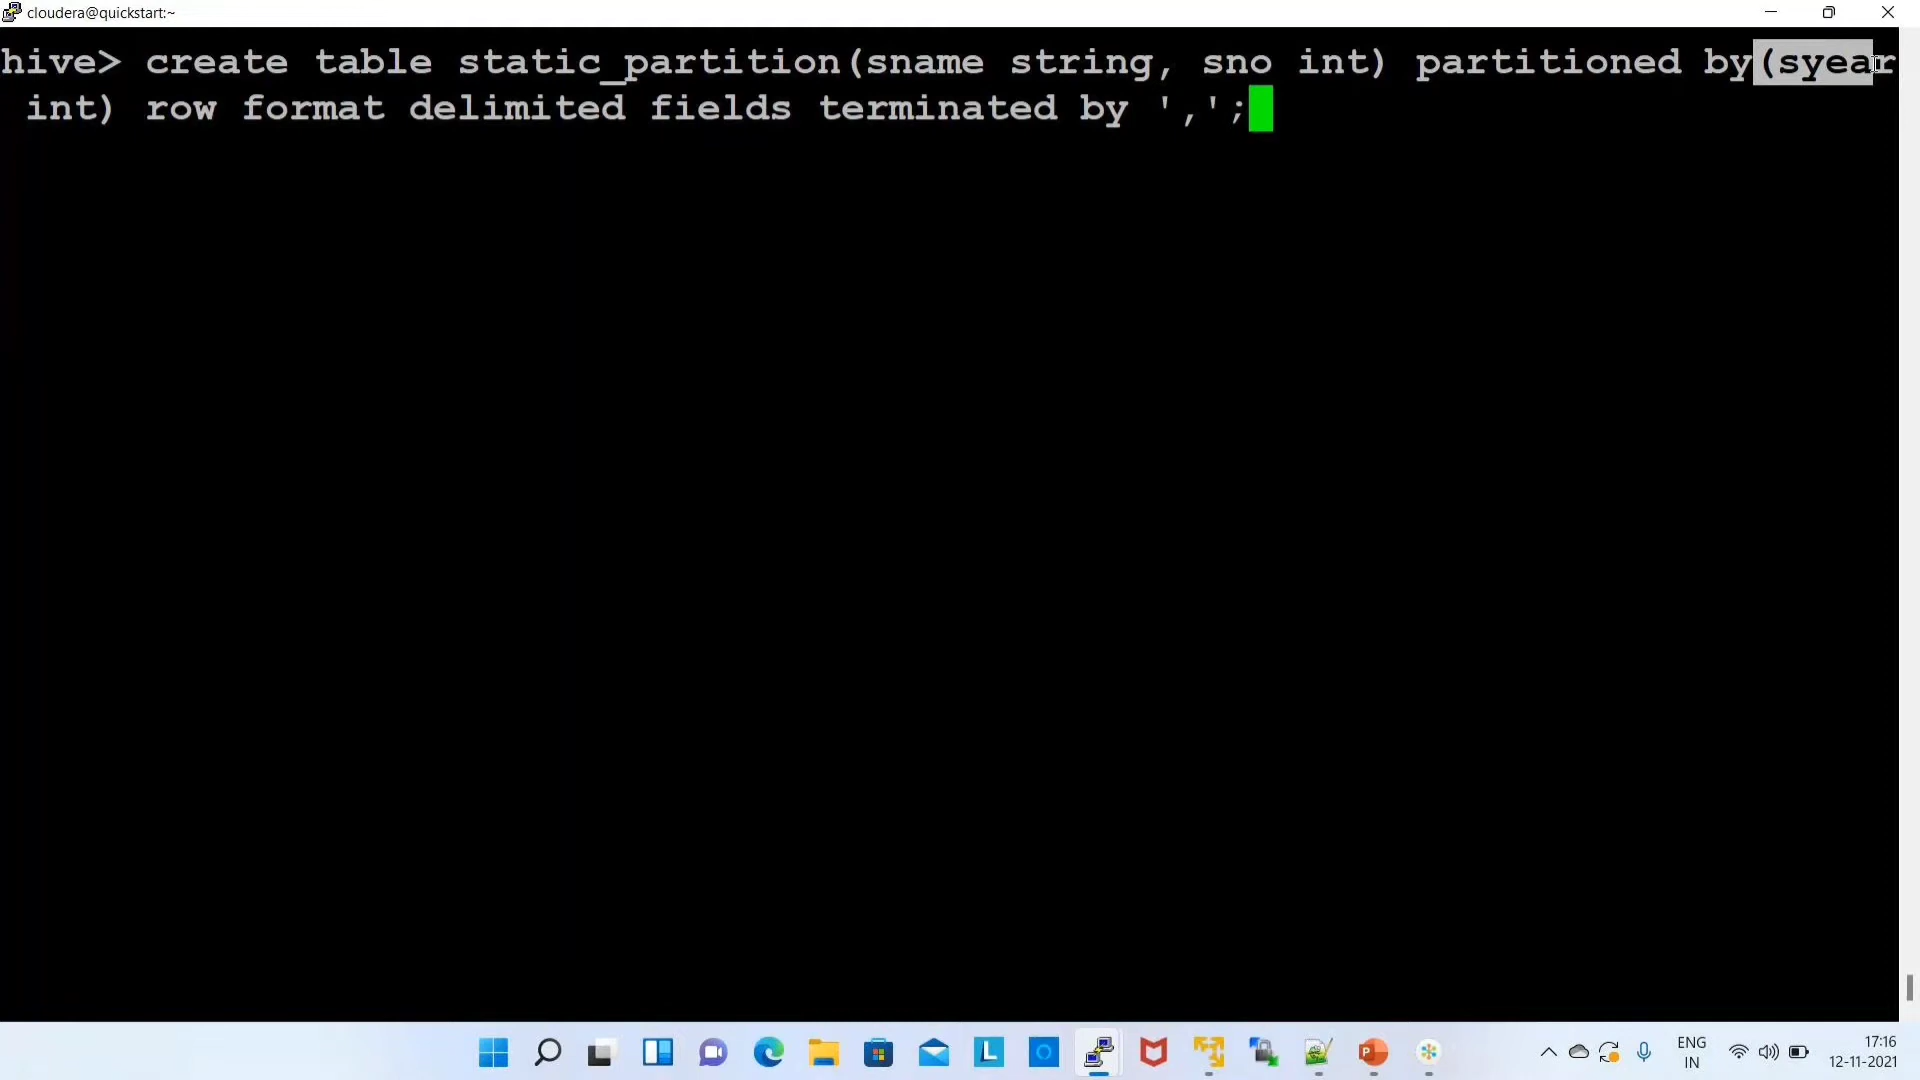 cloudera@quickstart:~
hive> create table static_partition(sname string, sno int) partitioned by(syear
int) row format delimited fields terminated by ',';
ENG
IN
17:16
12-11-2021